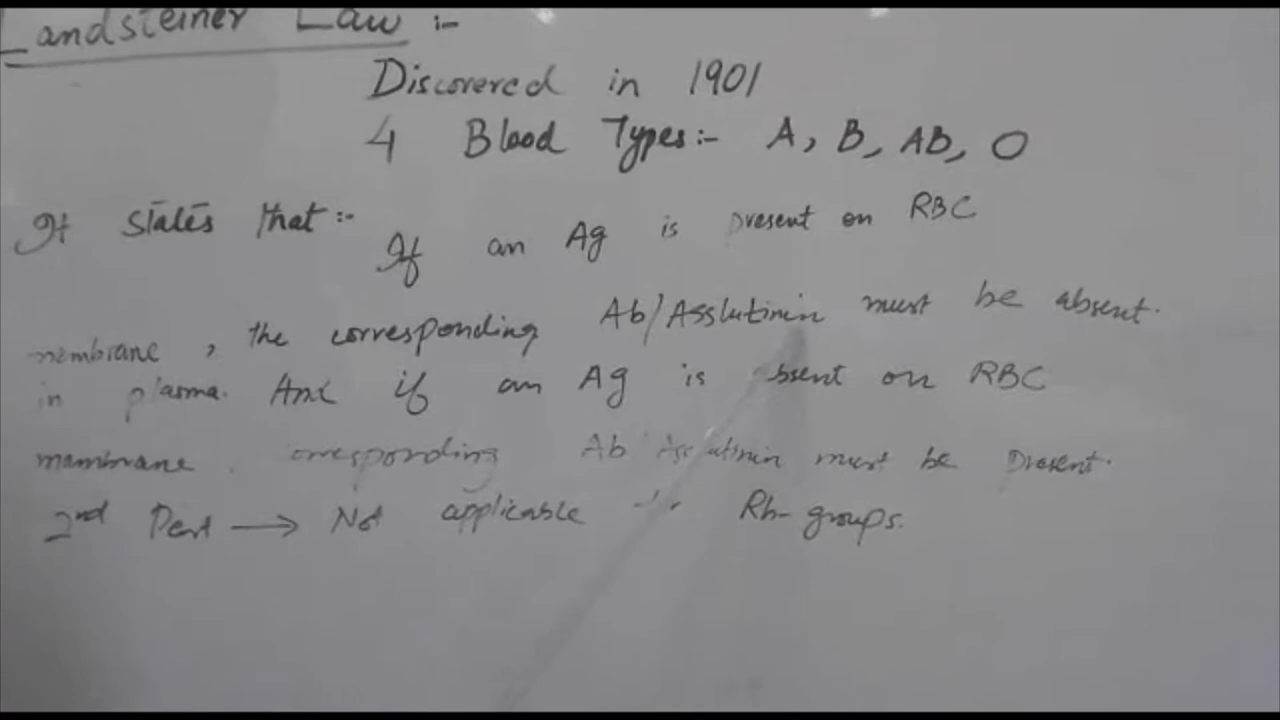 Landsteiner Law :-
Discovered in 1901
4 Blood Types:- A, B, AB, O
It states that :- If an Ag is present on RBC
membrane, the corresponding Ab/Agglutinin must be absent.
in plasma. And if an Ag is absent on RBC
membrane, corresponding Ab Agglutinin must be present.
2nd Part → Not applicable Rh-groups.